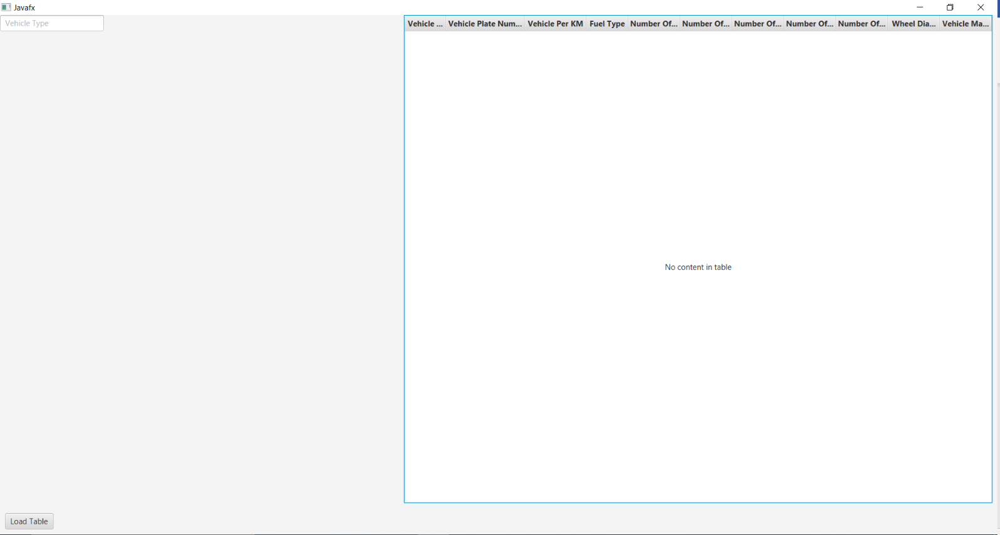 Javafx
Vehicle Type
Vehicle ... Vehicle Plate Num... Vehicle Per KM Fuel Type Number Of... Number Of... Number Of... Number Of... Number Of... Wheel Dia... Vehicle Ma...
No content in table
Load Table